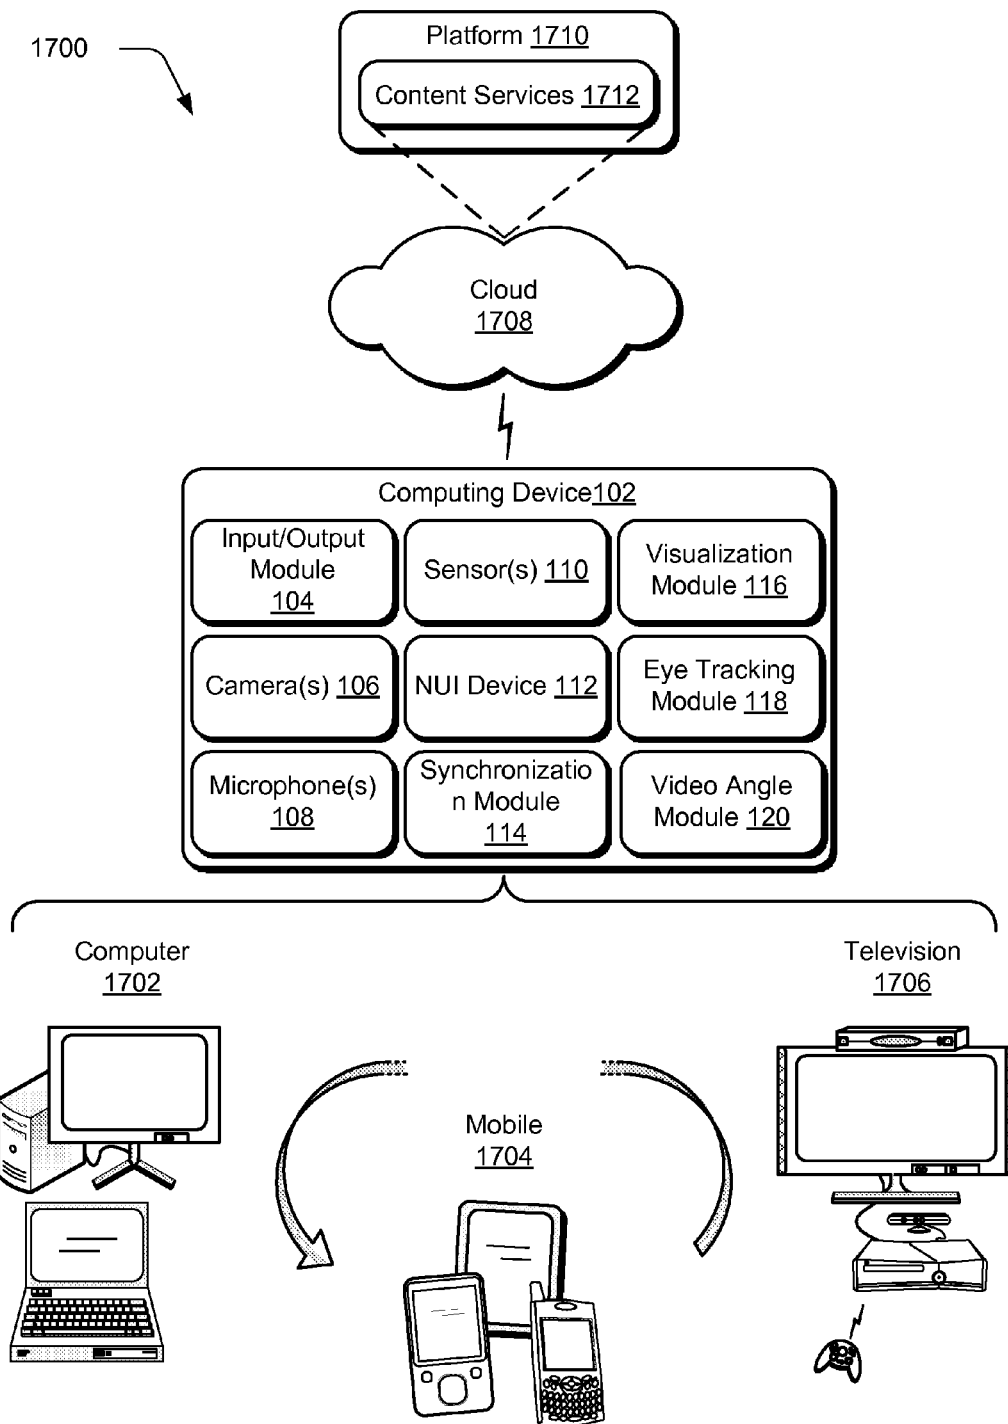 1700
Platform 1710
Content Services 1712
Cloud
1708
Computing Device102
Input/Output
Module
104
Sensor(s) 110
Visualization
Module 116
Camera(s) 106
NUI Device 112
Eye Tracking
Module 118
Microphone(s)
108
Synchronizatio
n Module
114
Video Angle
Module 120
Computer
1702
Television
1706
Mobile
1704